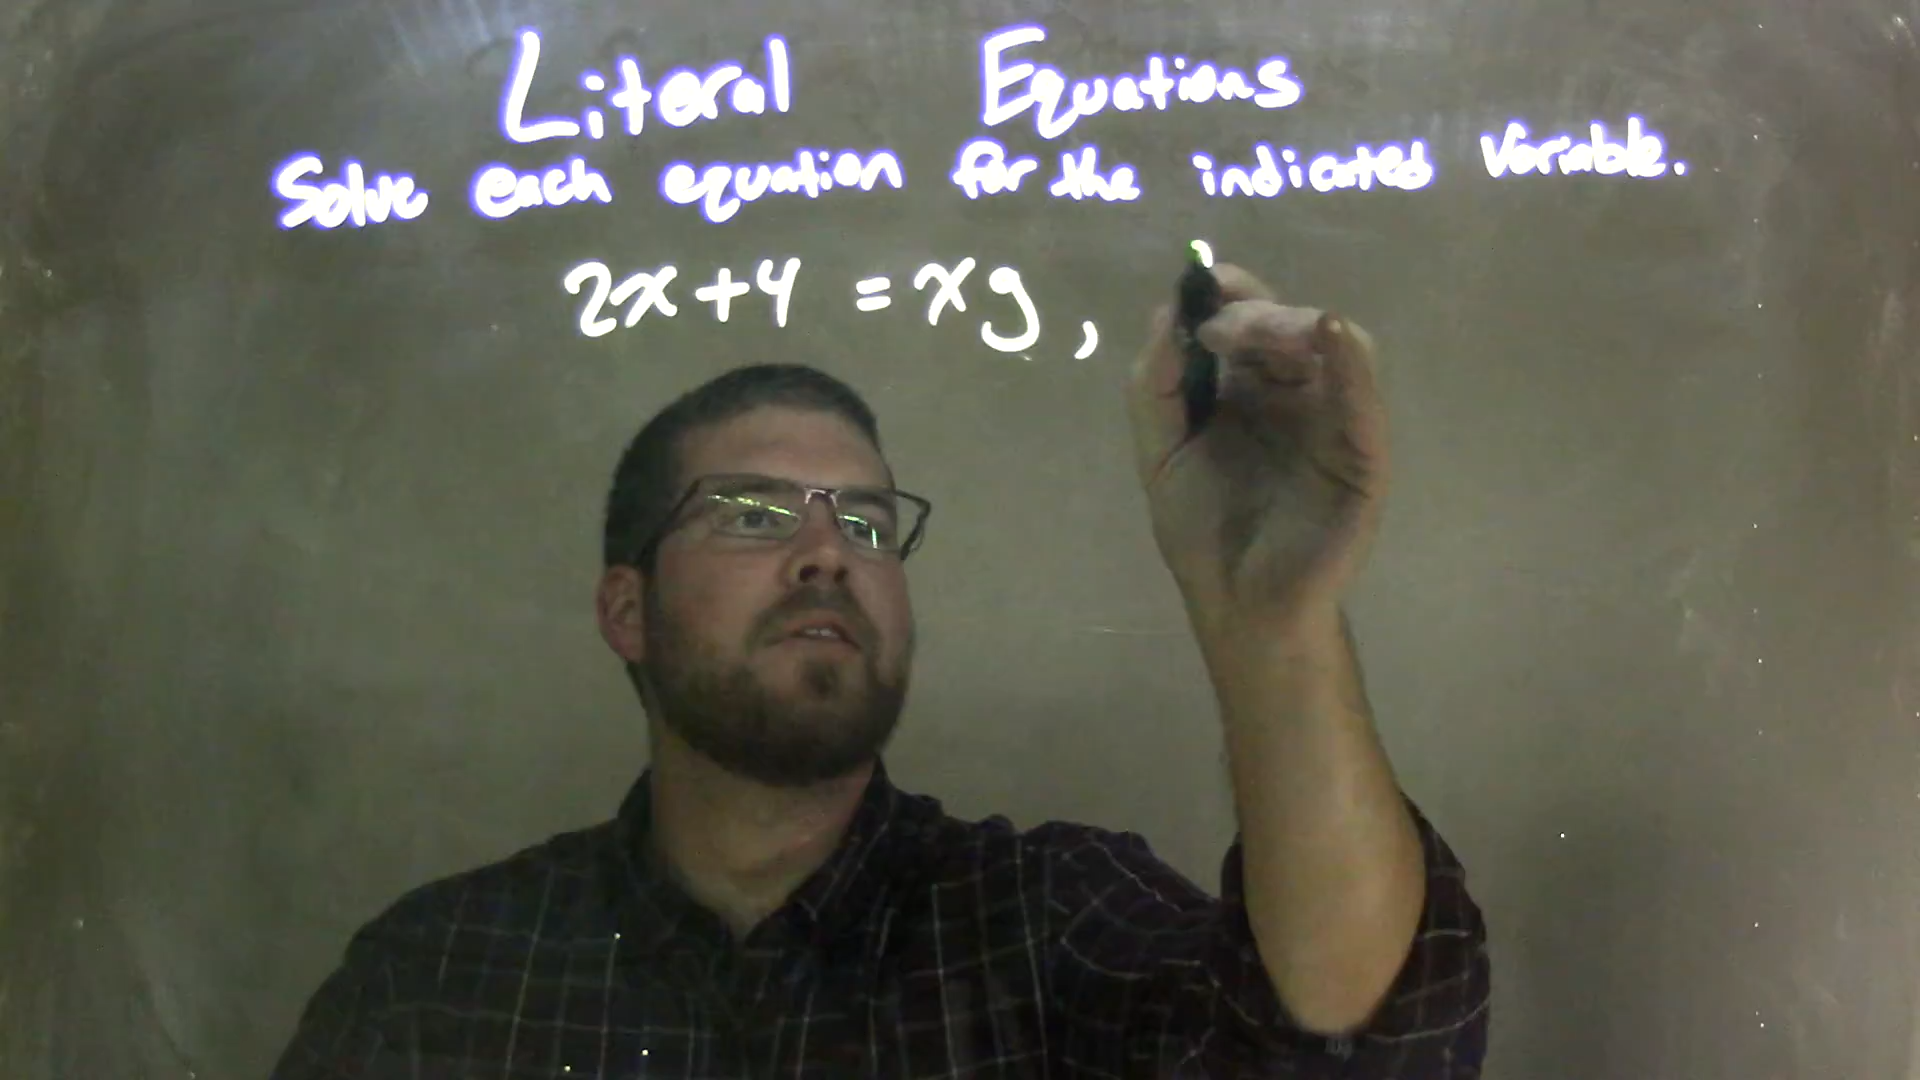 Literal Equations
Solve each equation for the indicated variable.
2x+4 = xg,